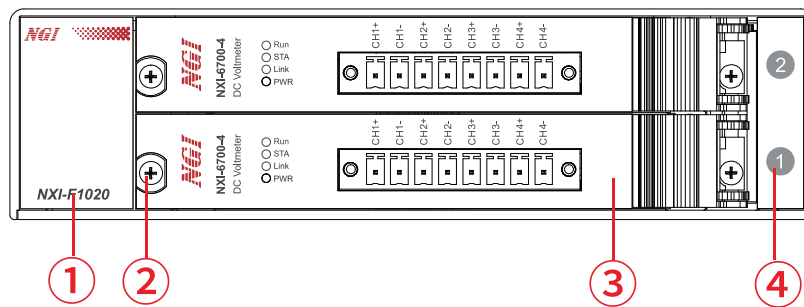 NGI
NGI
NXI-6700-4
DC Voltmeter
Run
STA
Link
PWR
CH1+
CH1-
CH2+
CH2-
CH3+
CH3-
CH4+
CH4-
2
NGI
NXI-6700-4
DC Voltmeter
Run
STA
Link
PWR
CH1+
CH1-
CH2+
CH2-
CH3+
CH3-
CH4+
CH4-
1
NXI-F1020
1
2
3
4